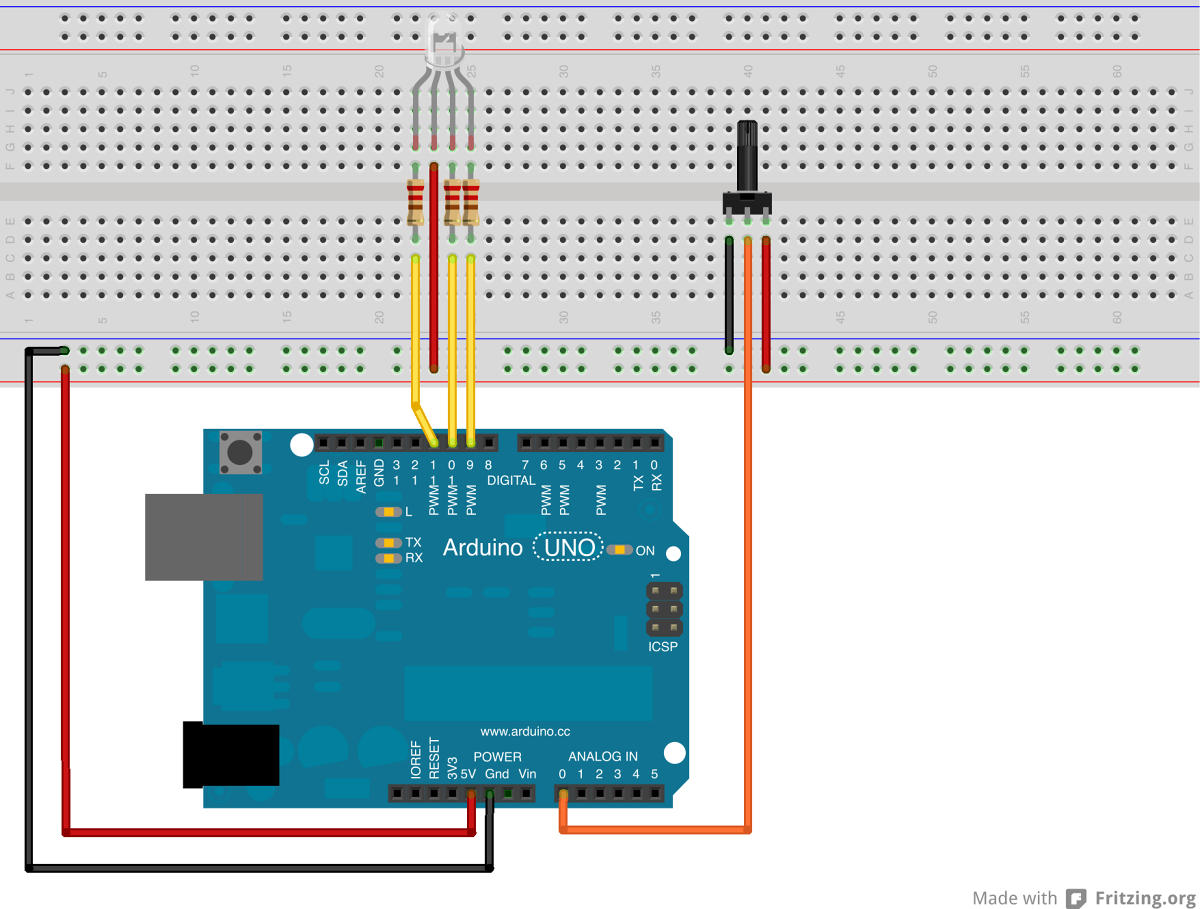 1 5 10 15 20 25 30 35 40 45 50 55 60
J J
I I
H H
G G
F F
E E
D D
C C
B B
A A
1 5 10 15 20 30 35 45 50 55 60
SCL SDA AREF GND 13 12 PWM 11 PWM 10 PWM 9 8 7 PWM 6 PWM 5 4 PWM 3 2 TX 1 RX 0
DIGITAL
L
TX
RX
Arduino UNO ON
1
ICSP
www.arduino.cc
POWER ANALOG IN
IOREF RESET 3V3 5V Gnd Vin 0 1 2 3 4 5
Made with Fritzing.org